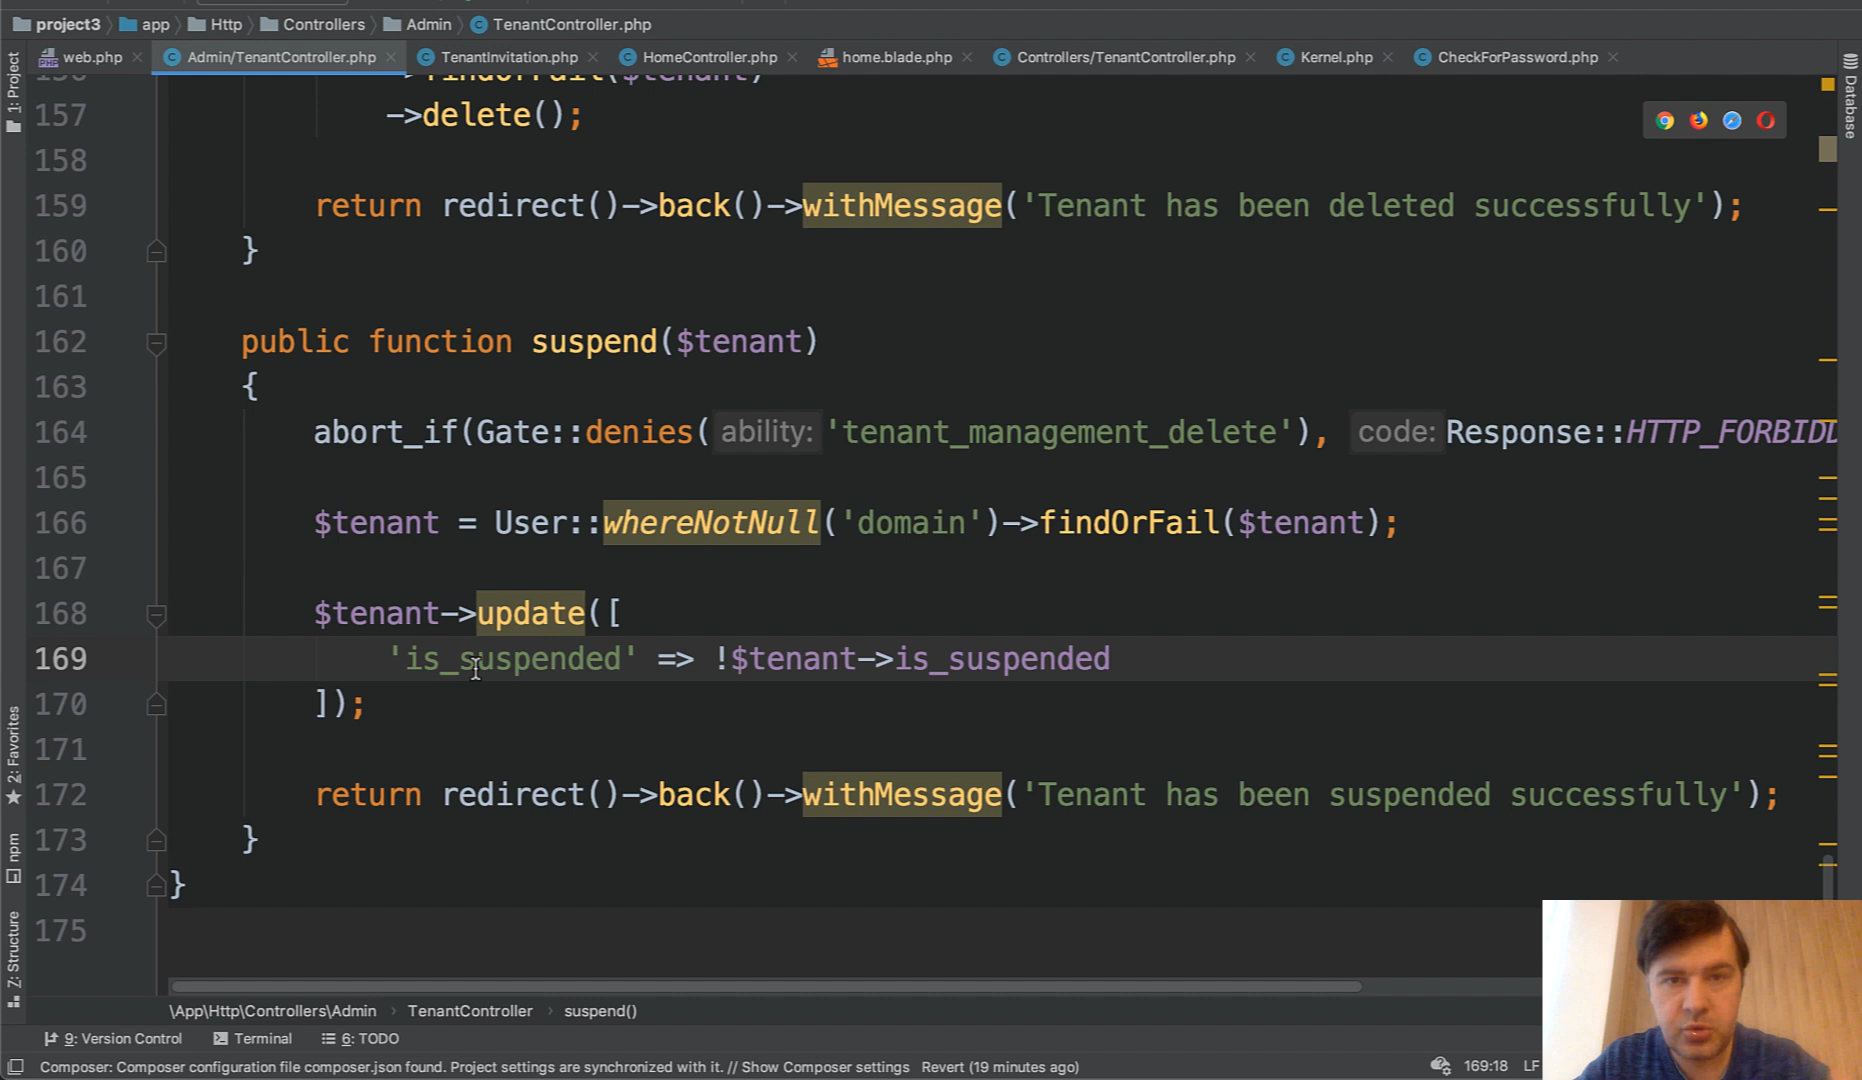 project3 app Http Controllers Admin TenantController.php
web.php Admin/TenantController.php TenantInvitation.php HomeController.php home.blade.php Controllers/TenantController.php Kernel.php CheckForPassword.php
1: Project
Database
156 ->findOrFail($tenant)
157 ->delete();
158
159 return redirect()->back()->withMessage('Tenant has been deleted successfully');
160 }
161
162 public function suspend($tenant)
163 {
164 abort_if(Gate::denies( ability: 'tenant_management_delete'), code: Response::HTTP_FORBIDD
165
166 $tenant = User::whereNotNull('domain')->findOrFail($tenant);
167
168 $tenant->update([
169 'is_suspended' => !$tenant->is_suspended
170 ]);
171
172 return redirect()->back()->withMessage('Tenant has been suspended successfully');
173 }
174 }
175
2: Favorites
npm
Z: Structure
\App\Http\Controllers\Admin › TenantController › suspend()
9: Version Control Terminal 6: TODO
Composer: Composer configuration file composer.json found. Project settings are synchronized with it. // Show Composer settings Revert (19 minutes ago) 169:18 LF